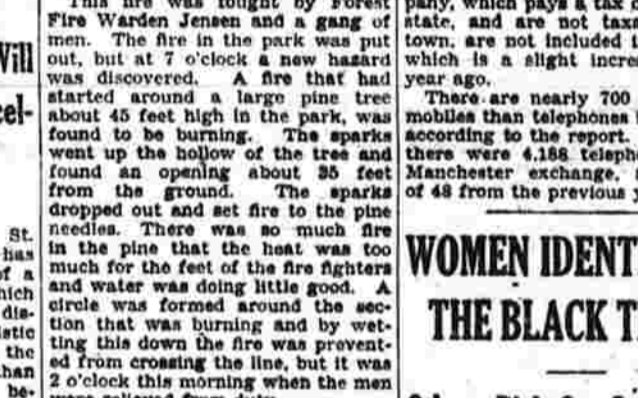 This fire was fought by Forest
Fire Warden Jensen and a gang of
men. The fire in the park was put
out, but at 7 o'clock a new hazard
was discovered. A fire that had
started around a large pine tree
about 45 feet high in the park, was
found to be burning. The sparks
went up the hollow of the tree and
found an opening about 35 feet
from the ground. The sparks
dropped out and set fire to the pine
needles. There was so much fire
in the pine that the heat was too
much for the feet of the fire fighters
and water was doing little good. A
circle was formed around the sec-
tion that was burning and by wet-
ting this down the fire was prevent-
ed from crossing the line, but it was
2 o'clock this morning when the men
were relieved from duty
pany, which pays a tax
state, and are not tax
town, are not included
which is a slight incre
year ago.
There are nearly 700
mobiles than telephones
according to the report.
there were 4,188 teleph
Manchester exchange,
of 48 from the previous
WOMEN IDENT
THE BLACK T
Will
cel-
St.
has
of a
hich
dis-
istic
the
han
be-